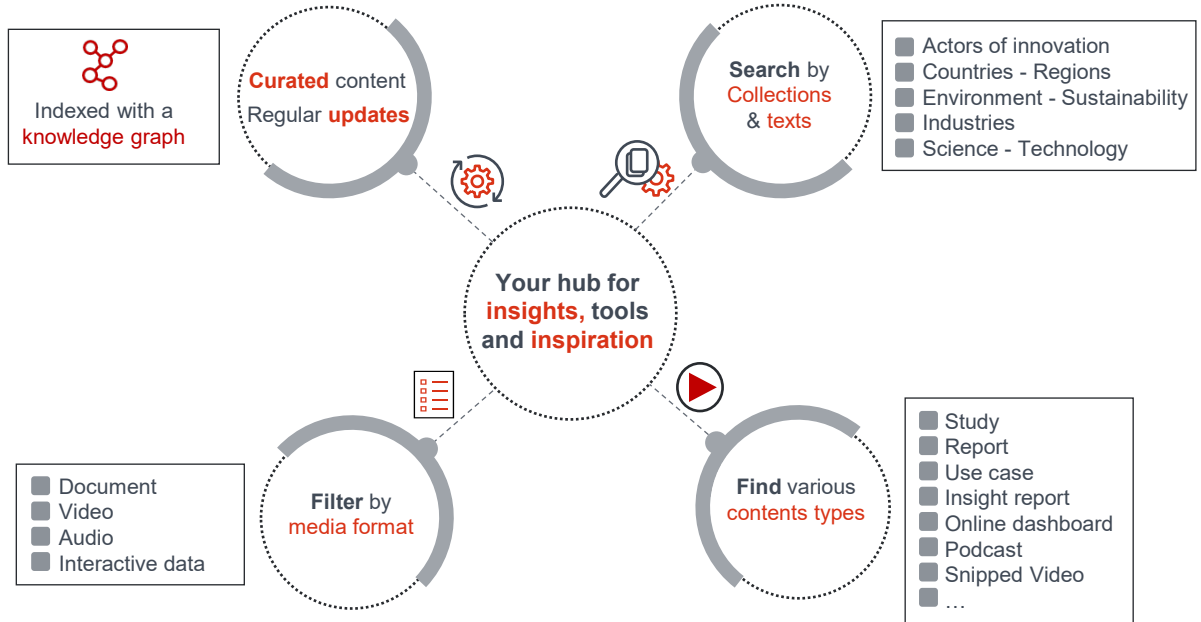 Indexed with a
knowledge graph
Curated content
Regular updates
Search by
Collections
& texts
Actors of innovation
Countries - Regions
Environment - Sustainability
Industries
Science - Technology
Your hub for
insights, tools
and inspiration
Document
Video
Audio
Interactive data
Filter by
media format
Find various
contents types
Study
Report
Use case
Insight report
Online dashboard
Podcast
Snipped Video
...